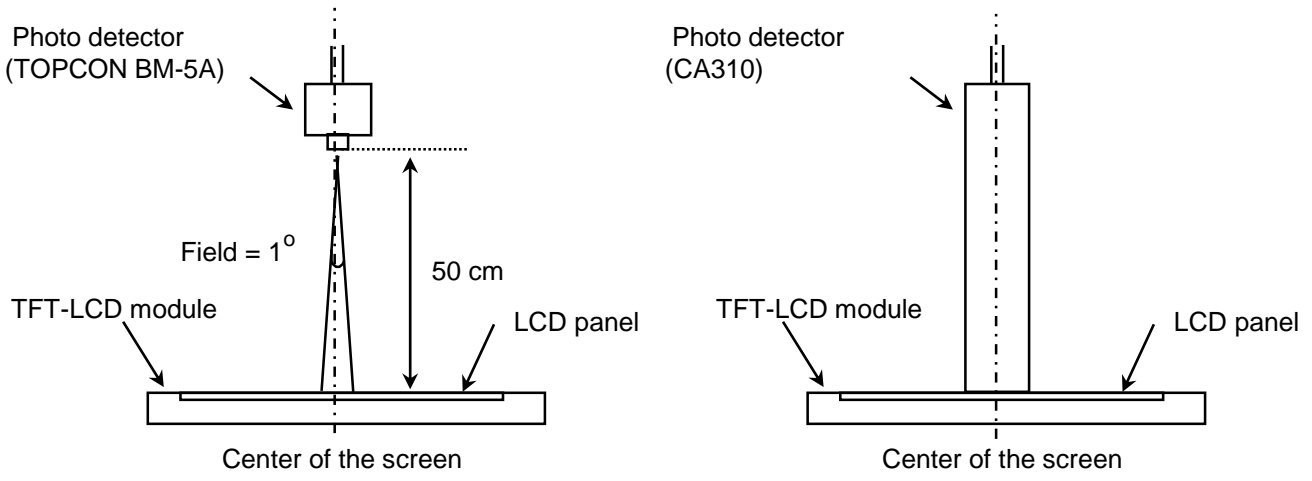 Photo detector
(TOPCON BM-5A)
Field = 1o
50 cm
TFT-LCD module
LCD panel
Center of the screen
Photo detector
(CA310)
TFT-LCD module
LCD panel
Center of the screen